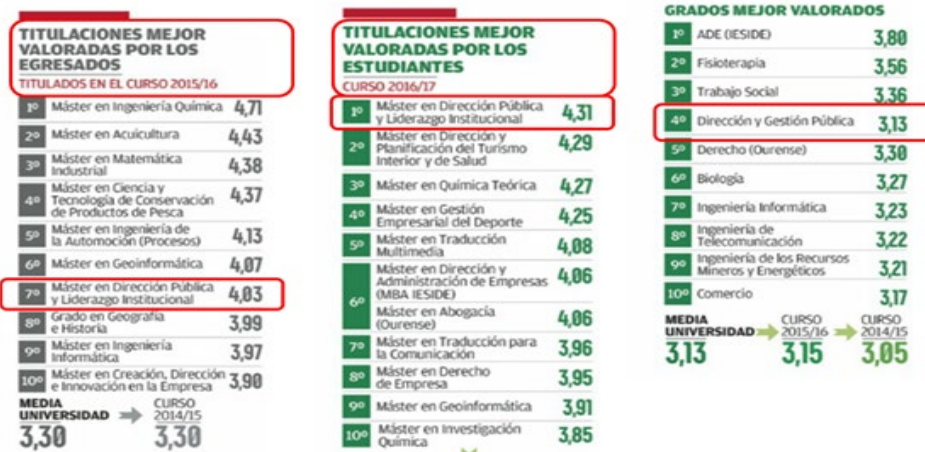 TITULACIONES MEJOR
VALORADAS POR LOS
EGRESADOS
TITULADOS EN EL CURSO 2015/16
1º Máster en Ingeniería Química 4,71
2º Máster en Acuicultura 4,43
3º Máster en Matemática
Industrial 4,38
4º Máster en Ciencia y
Tecnología de Conservación
de Productos de Pesca 4,37
5º Máster en Ingeniería de
la Automoción (Procesos) 4,13
6º Máster en Geoinformática 4,07
7º Máster en Dirección Pública
y Liderazgo Institucional 4,03
8º Grado en Geografía
e Historia 3,99
9º Máster en Ingeniería
Informática 3,97
10º Máster en Creación, Dirección
e Innovación en la Empresa 3,90
MEDIA
UNIVERSIDAD
3,30
CURSO
2014/15
3,30
TITULACIONES MEJOR
VALORADAS POR LOS
ESTUDIANTES
CURSO 2016/17
1º Máster en Dirección Pública
y Liderazgo Institucional 4,31
2º Máster en Dirección y
Planificación del Turismo
Interior y de Salud 4,29
3º Máster en Química Teórica 4,27
4º Máster en Gestión
Empresarial del Deporte 4,25
5º Máster en Traducción
Multimedia 4,08
6º Máster en Dirección y
Administración de Empresas
(MBA IESIDE) 4,06
Máster en Abogacía
(Ourense) 4,06
7º Máster en Traducción para
la Comunicación 3,96
8º Máster en Derecho
de Empresa 3,95
9º Máster en Geoinformática 3,91
10º Máster en Investigación
Química 3,85
GRADOS MEJOR VALORADOS
1º ADE (IESIDE) 3,80
2º Fisioterapia 3,56
3º Trabajo Social 3,36
4º Dirección y Gestión Pública 3,13
5º Derecho (Ourense) 3,30
6º Biología 3,27
7º Ingeniería Informática 3,23
8º Ingeniería de
Telecomunicación 3,22
9º Ingeniería de los Recursos
Mineros y Energéticos 3,21
10º Comercio 3,17
MEDIA
UNIVERSIDAD
3,13
CURSO
2015/16
3,15
CURSO
2014/15
3,05